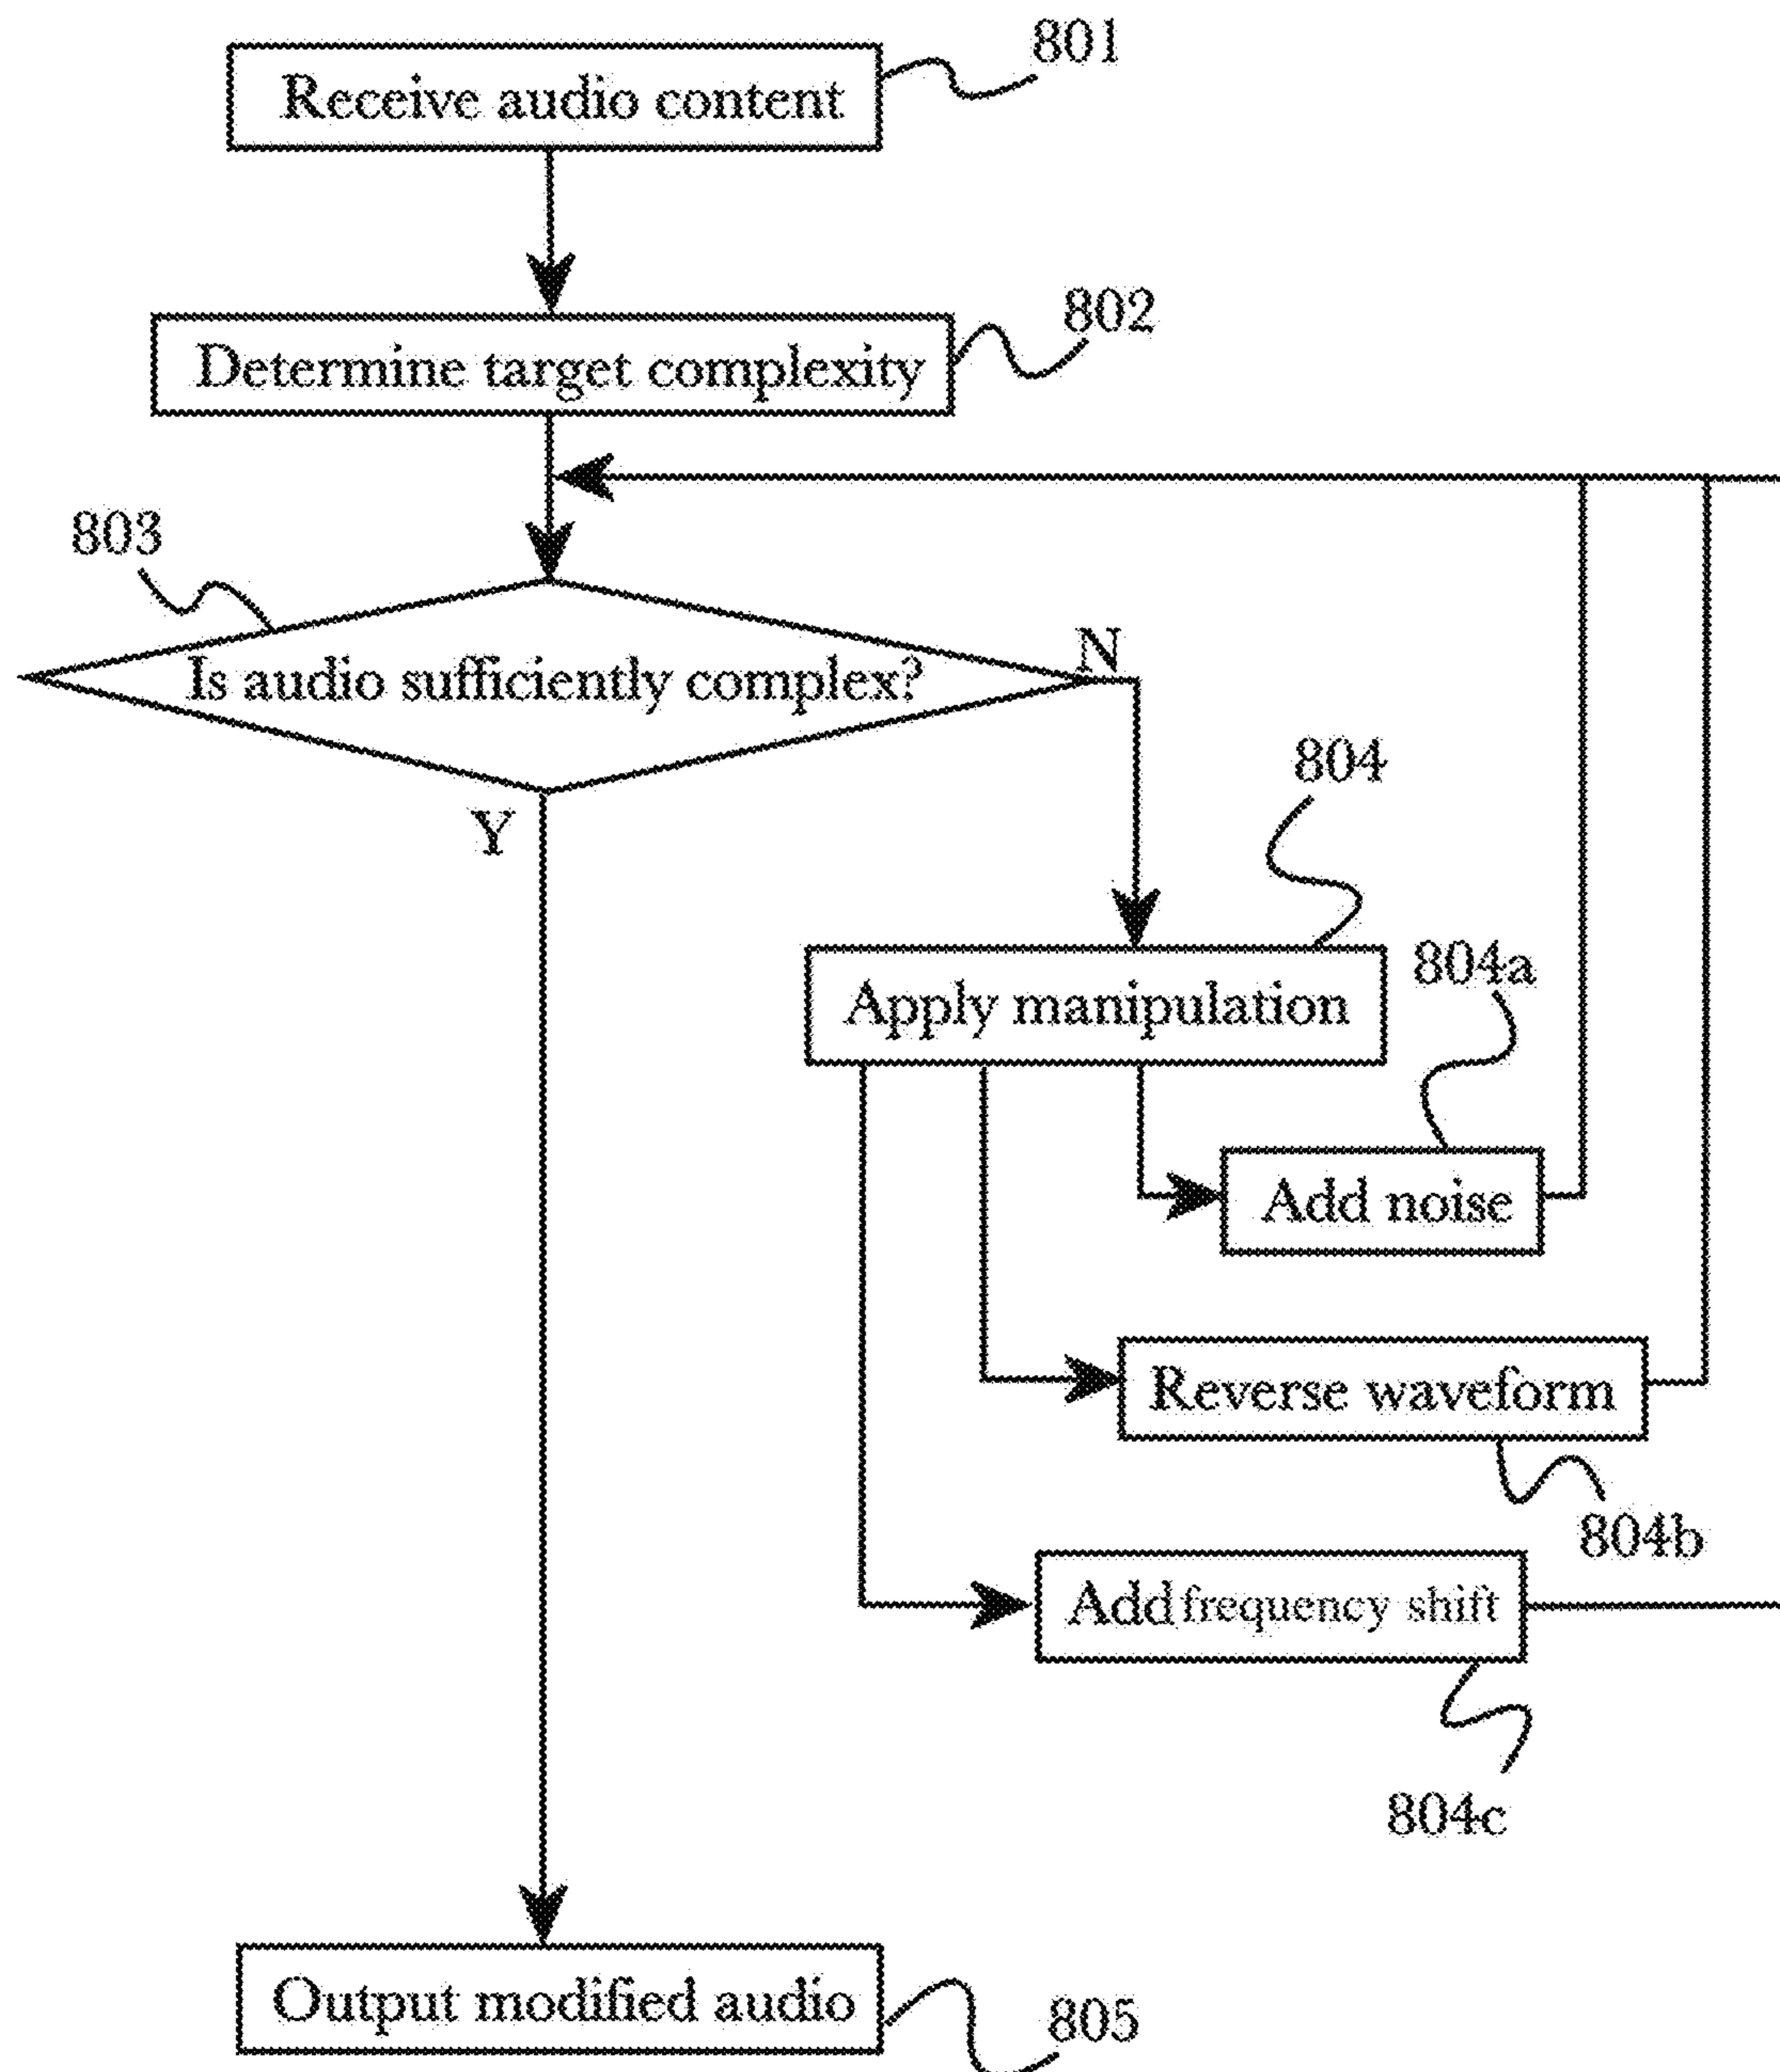 801
Receive audio content
802
Determine target complexity
803
Is audio sufficiently complex?
N
Y
804
Apply manipulation
804a
Add noise
Reverse waveform
804b
Add frequency shift
804c
Output modified audio
805